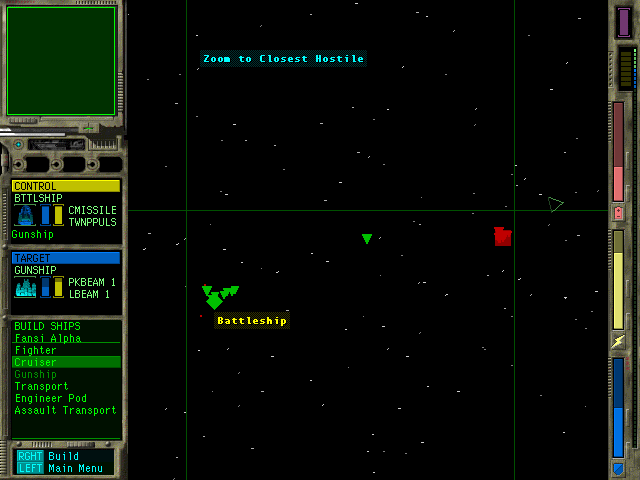 Zoom to Closest Hostile
CONTROL
BTTLSHIP
CMISSILE
TWNPPULS
Gunship
TARGET
GUNSHIP
PKBEAM 1
LBEAM 1
Battleship
BUILD SHIPS
Fansi Alpha
Fighter
Cruiser
Gunship
Transport
Engineer Pod
Assault Transport
RGHT Build
LEFT Main Menu